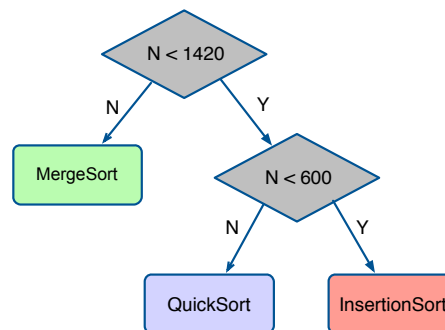 N < 1420
N
Y
MergeSort
N < 600
N
Y
QuickSort
InsertionSort